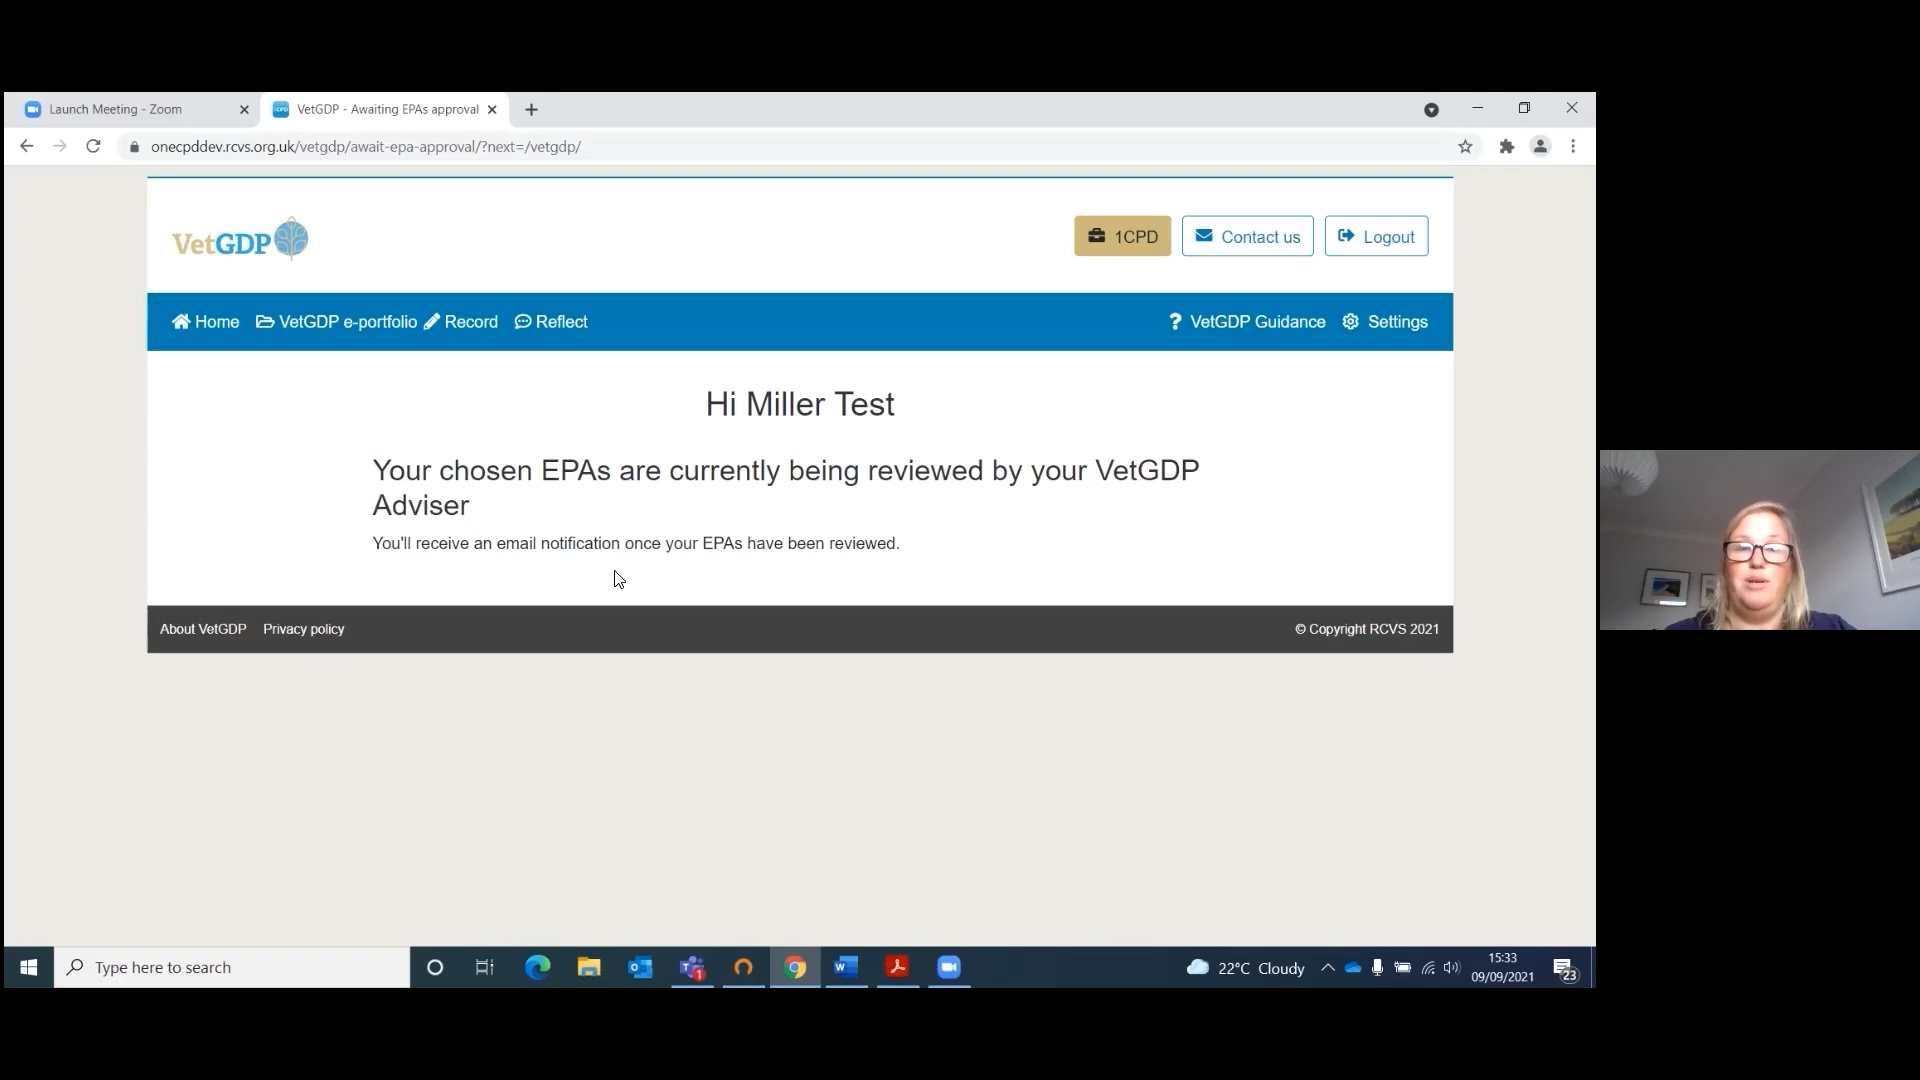 Launch Meeting - Zoom
VetGDP - Awaiting EPAs approval
onecpddev.rcvs.org.uk/vetgdp/await-epa-approval/?next=/vetgdp/
VetGDP
1CPD
Contact us
Logout
Home
VetGDP e-portfolio
Record
Reflect
VetGDP Guidance
Settings
Hi Miller Test
Your chosen EPAs are currently being reviewed by your VetGDP
Adviser
You'll receive an email notification once your EPAs have been reviewed.
About VetGDP
Privacy policy
© Copyright RCVS 2021
Type here to search
22°C Cloudy
15:33
09/09/2021
23